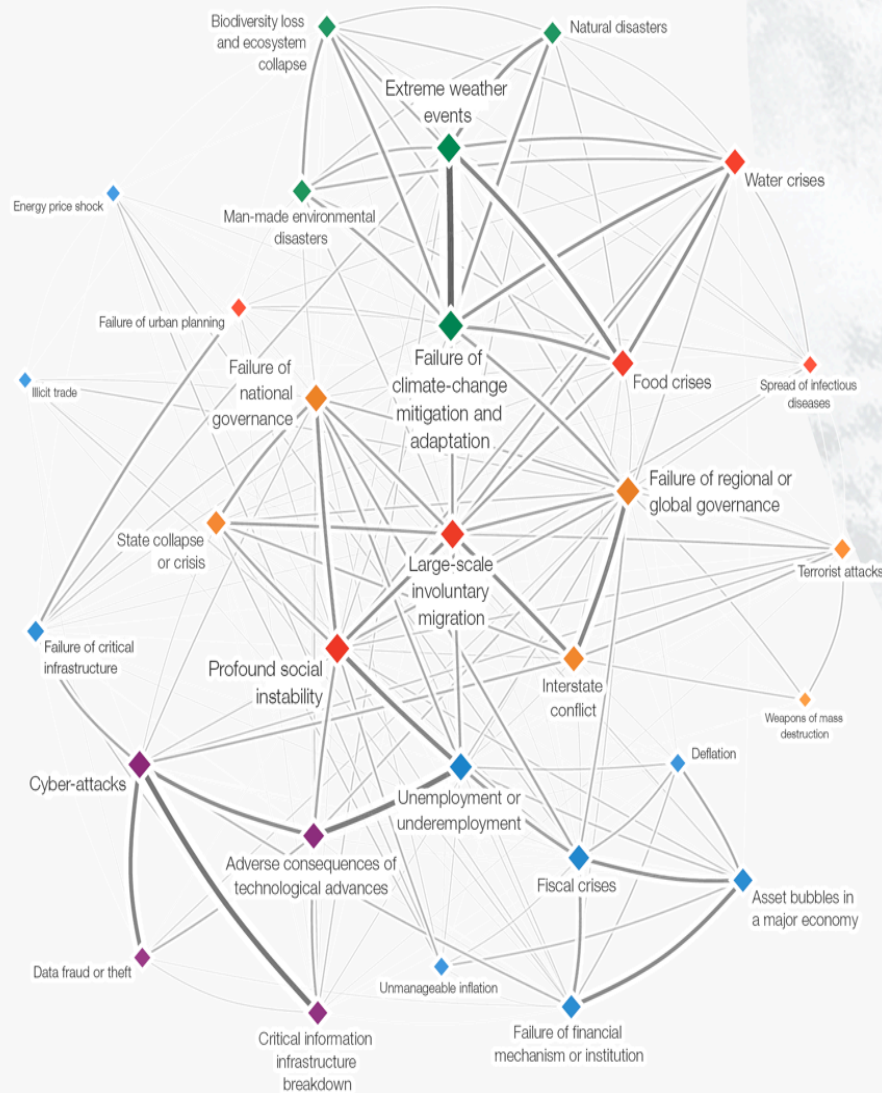 Biodiversity loss
and ecosystem
collapse
Natural disasters
Extreme weather
events
Water crises
Energy price shock
Man-made environmental
disasters
Failure of urban planning
Failure of
national
governance
Failure of
climate-change
mitigation and
adaptation
Food crises
Spread of infectious
diseases
Illicit trade
Failure of regional or
global governance
State collapse
or crisis
Large-scale
involuntary
migration
Terrorist attacks
Failure of critical
infrastructure
Profound social
instability
Interstate
conflict
Weapons of mass
destruction
Cyber-attacks
Unemployment or
underemployment
Deflation
Adverse consequences of
technological advances
Fiscal crises
Asset bubbles in
a major economy
Data fraud or theft
Unmanageable inflation
Critical information
infrastructure
breakdown
Failure of financial
mechanism or institution